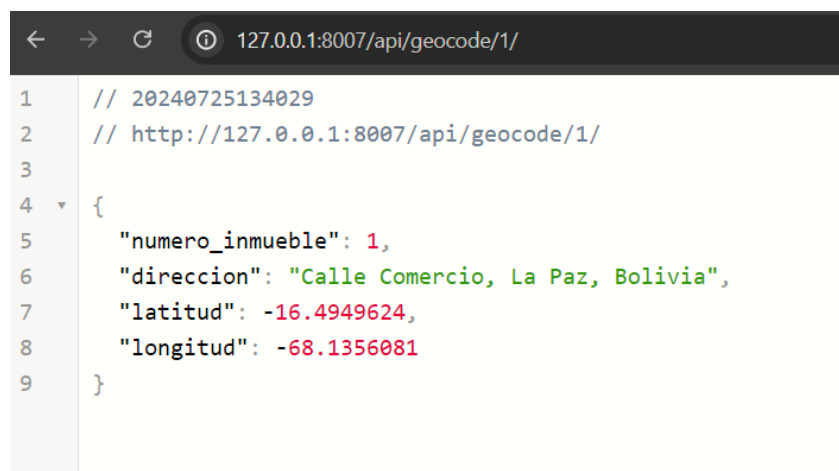 127.0.0.1:8007/api/geocode/1/
1 // 20240725134029
2 // http://127.0.0.1:8007/api/geocode/1/
3
4 {
5 "numero_inmueble": 1,
6 "direccion": "Calle Comercio, La Paz, Bolivia",
7 "latitud": -16.4949624,
8 "longitud": -68.1356081
9 }